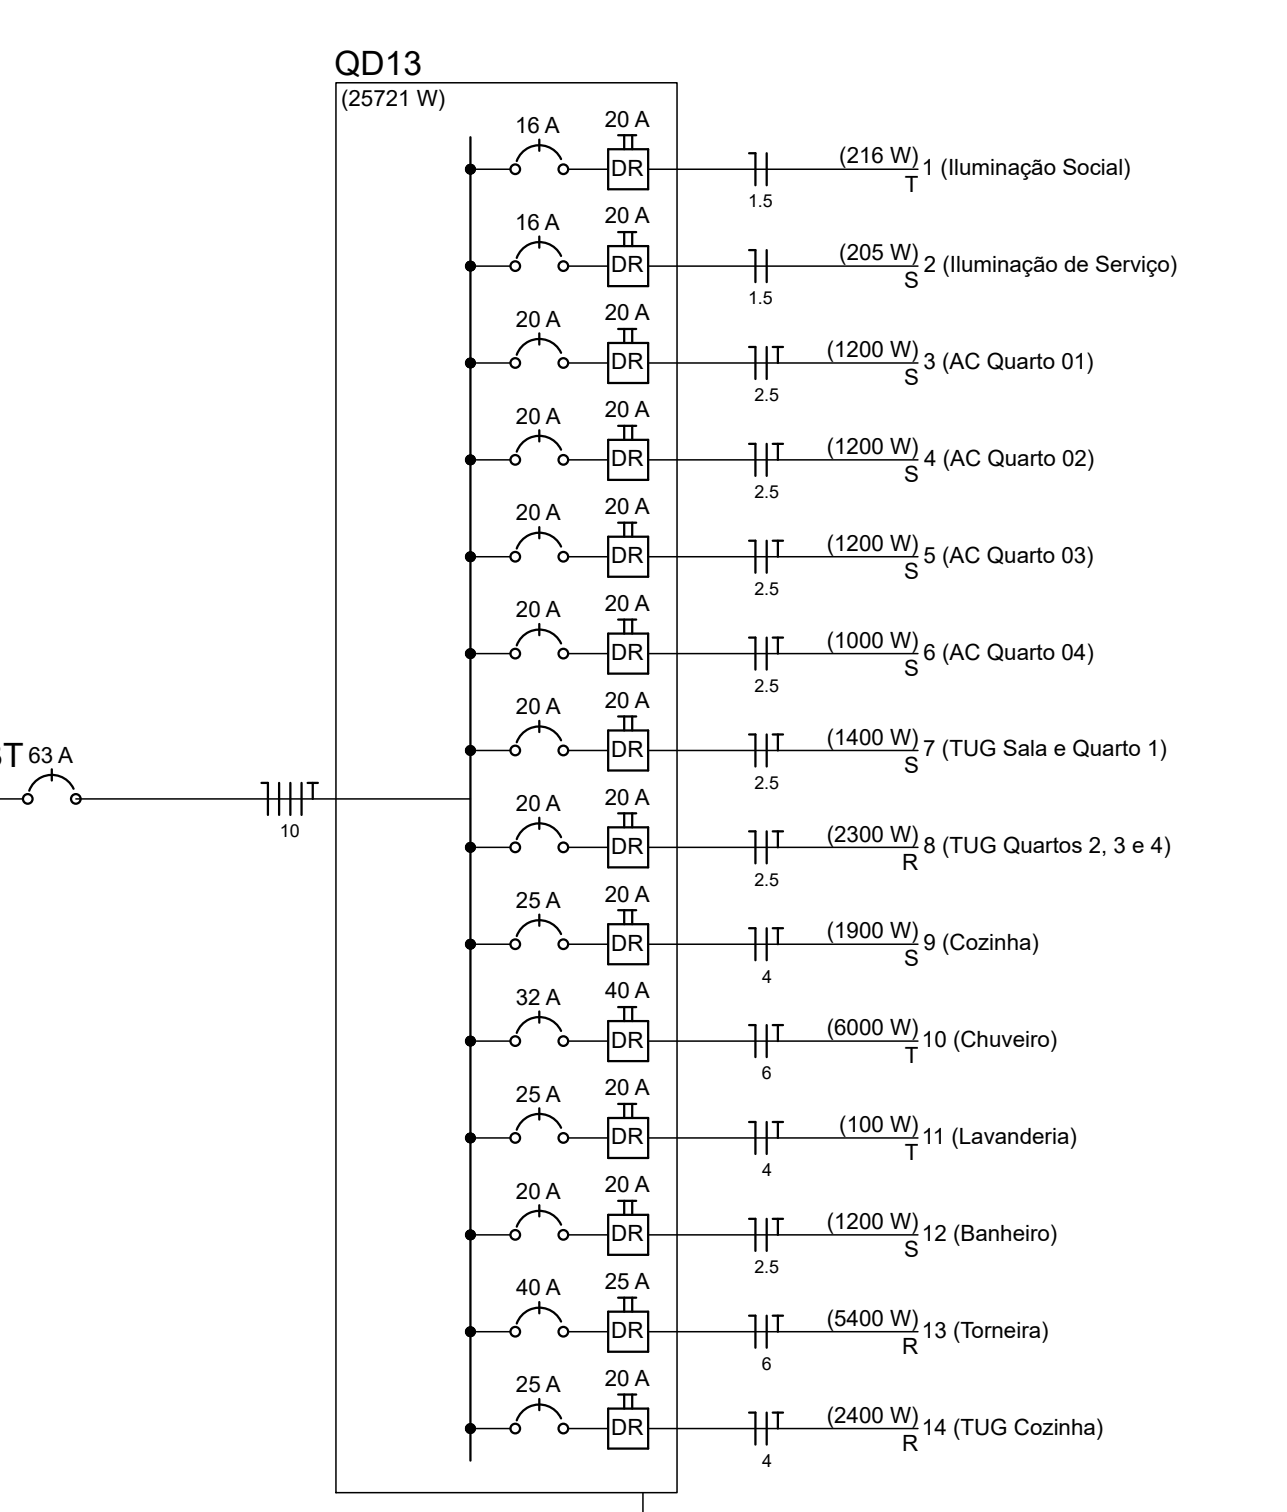 QD13
(25721 W)
16 A 20 A
DR (216 W) 1 (Iluminação Social)
T
1.5
16 A 20 A
DR (205 W) 2 (Iluminação de Serviço)
S
1.5
20 A 20 A
DR (1200 W) 3 (AC Quarto 01)
S
2.5
20 A 20 A
DR (1200 W) 4 (AC Quarto 02)
S
2.5
20 A 20 A
DR (1200 W) 5 (AC Quarto 03)
S
2.5
20 A 20 A
DR (1000 W) 6 (AC Quarto 04)
S
2.5
20 A 20 A
DR (1400 W) 7 (TUG Sala e Quarto 1)
S
2.5
T 63 A
10
20 A 20 A
DR (2300 W) 8 (TUG Quartos 2, 3 e 4)
R
2.5
25 A 20 A
DR (1900 W) 9 (Cozinha)
S
4
32 A 40 A
DR (6000 W) 10 (Chuveiro)
T
6
25 A 20 A
DR (100 W) 11 (Lavanderia)
T
4
20 A 20 A
DR (1200 W) 12 (Banheiro)
S
2.5
40 A 25 A
DR (5400 W) 13 (Torneira)
R
6
25 A 20 A
DR (2400 W) 14 (TUG Cozinha)
R
4